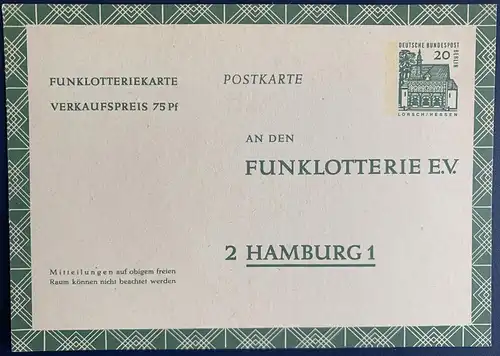 FUNKLOTTERIEKARTE
VERKAUFSPREIS 75 Pf
POSTKARTE
DEUTSCHE BUNDESPOST
BERLIN
20
LORSCH/HESSEN
AN DEN
FUNKLOTTERIE E.V.
2 HAMBURG 1
Mitteilungen auf obigem freien
Raum können nicht beachtet werden